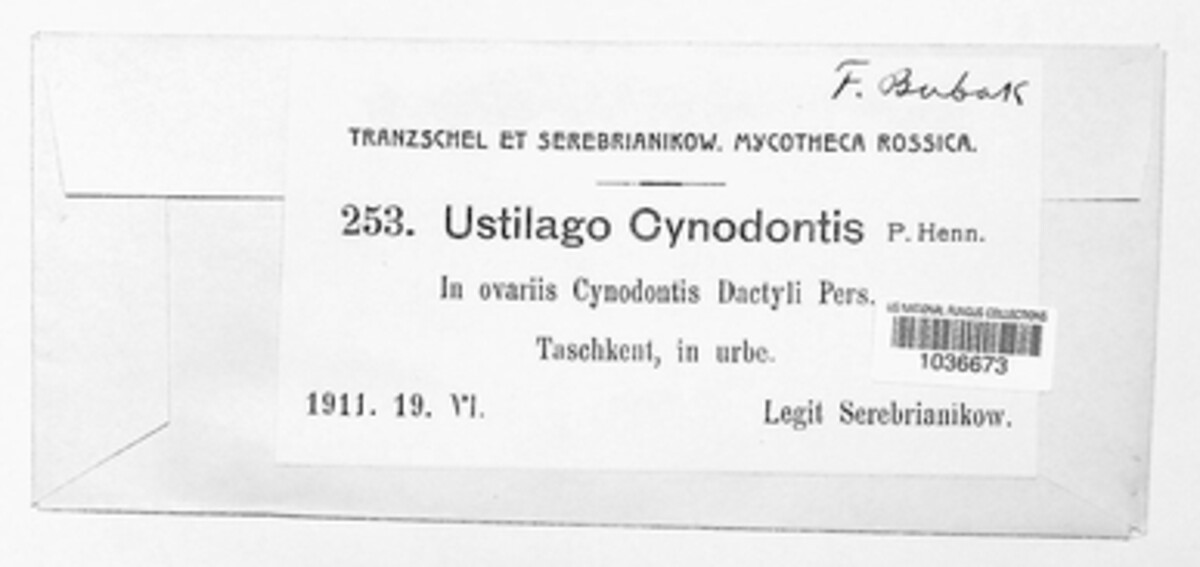 F. Bubak
TRANZSCHEL ET SEREBRIANIKOW. MYCOTHECA ROSSICA.
253. Ustilago Cynodontis P. Henn.
In ovariis Cynodontis Dactyli Pers.
US NATIONAL FUNGUS COLLECTIONS
1036673
Taschkent, in urbe.
1911. 19. VI.
Legit Serebrianikow.